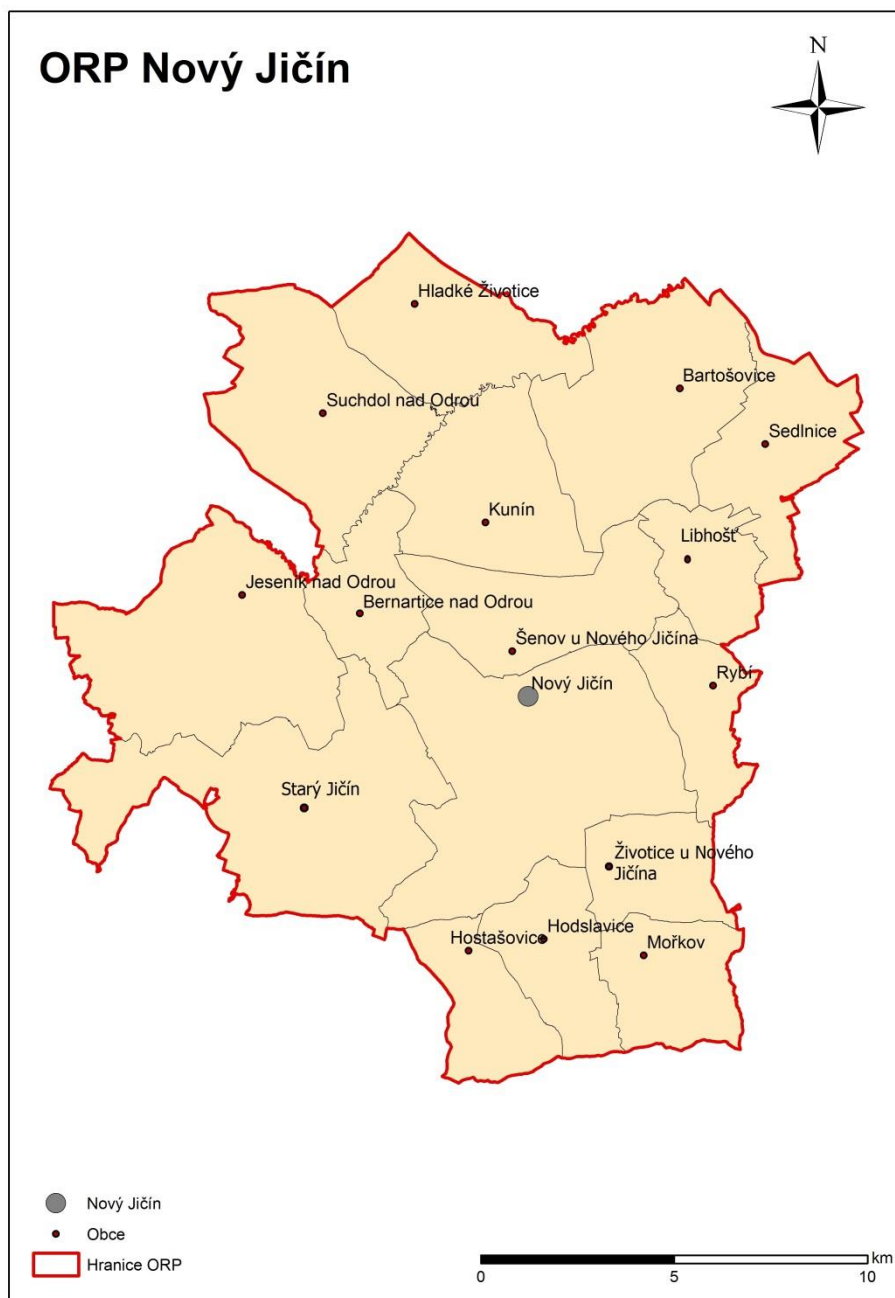 ORP Nový Jičín
N
Hladké Životice
Bartošovice
Suchdol nad Odrou
Sedlnice
Kunín
Libhošť
Jeseník nad Odrou
Bernartice nad Odrou
Šenov u Nového Jičína
Rybí
Nový Jičín
Starý Jičín
Životice u Nového
Jičína
Hodslavice
Hostašovice
Mořkov
Nový Jičín
Obce
Hranice ORP
km
0 5 10